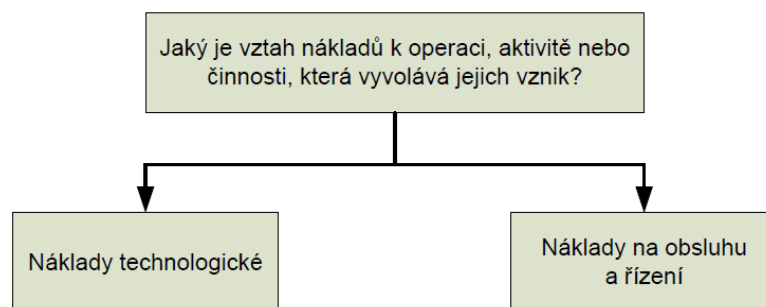 Jaký je vztah nákladů k operaci, aktivitě nebo
činnosti, která vyvolává jejich vznik?
Náklady technologické
Náklady na obsluhu
a řízení